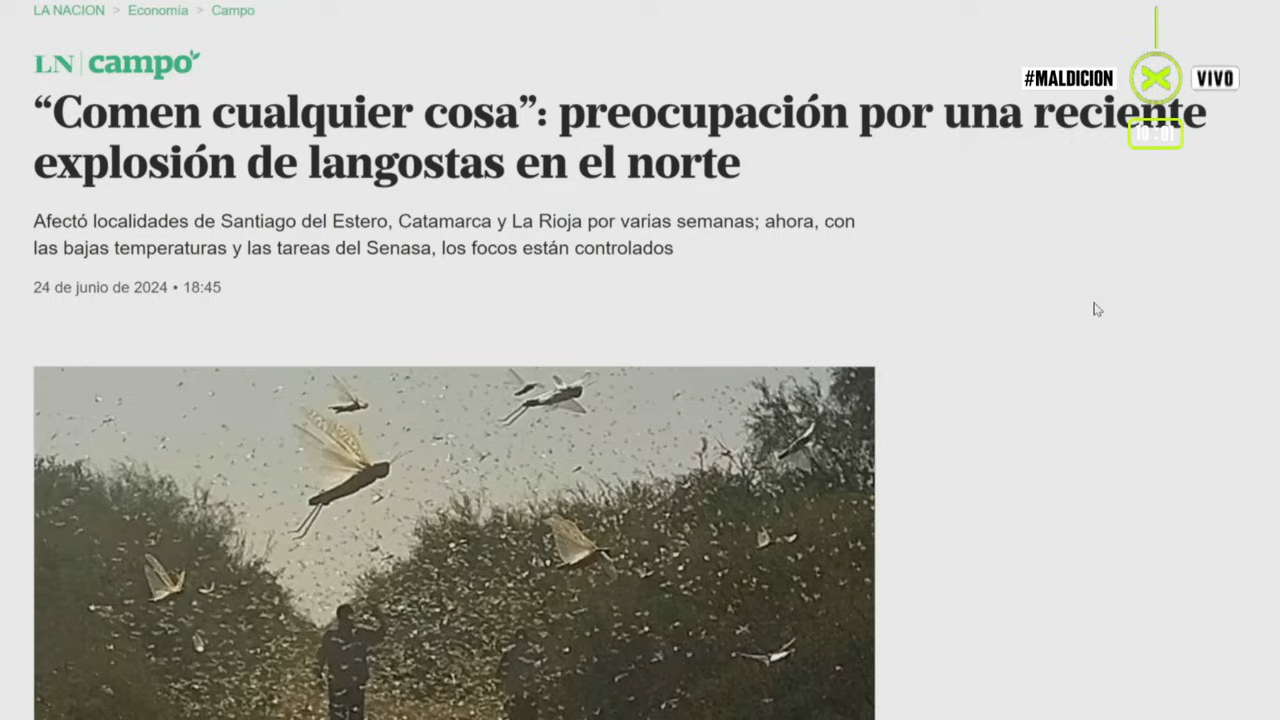 LA NACION > Economía > Campo
LN campo
#MALDICION
VIVO
“Comen cualquier cosa”: preocupación por una reciente
explosión de langostas en el norte
Afectó localidades de Santiago del Estero, Catamarca y La Rioja por varias semanas; ahora, con
las bajas temperaturas y las tareas del Senasa, los focos están controlados
24 de junio de 2024 • 18:45